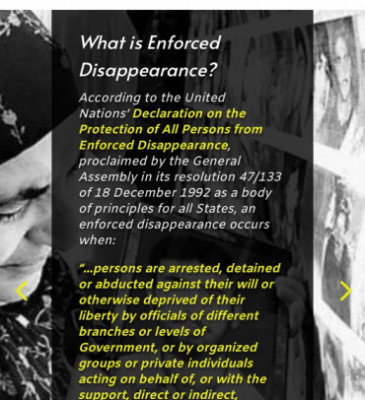 What is Enforced
Disappearance?
According to the United
Nations' Declaration on the
Protection of All Persons from
Enforced Disappearance,
proclaimed by the General
Assembly in its resolution 47/133
of 18 December 1992 as a body
of principles for all States, an
enforced disappearance occurs
when:
"...persons are arrested, detained
or abducted against their will or
otherwise deprived of their
liberty by officials of different
branches or levels of
Government, or by organized
groups or private individuals
acting on behalf of, or with the
support, direct or indirect,